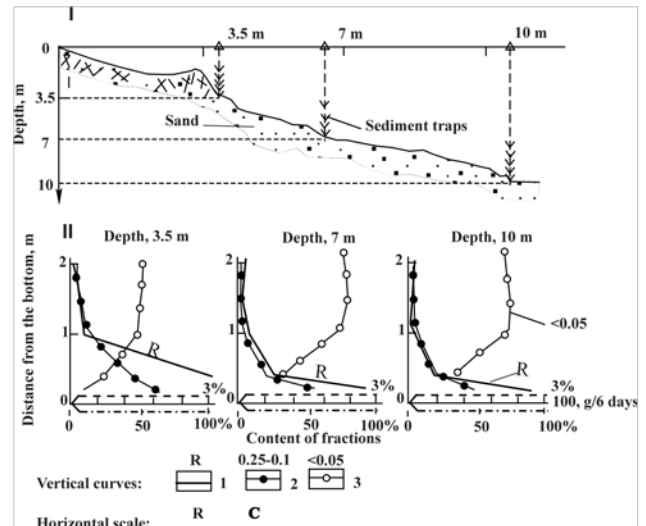 I
3.5 m 7 m 10 m
0
Depth, m
3.5
Sand
Sediment traps
7
10
II
Depth, 3.5 m Depth, 7 m Depth, 10 m
Distance from the bottom, m
2 2 2
1 1 1
<0.05
R R R
3% 3% 3%
0 0 0
100, g/6 days
0 50 100% 0 50 100% 0 50 100%
Content of fractions
R 0.25-0.1 <0.05
Vertical curves: 1 2 3
R C
Horizontal scale: